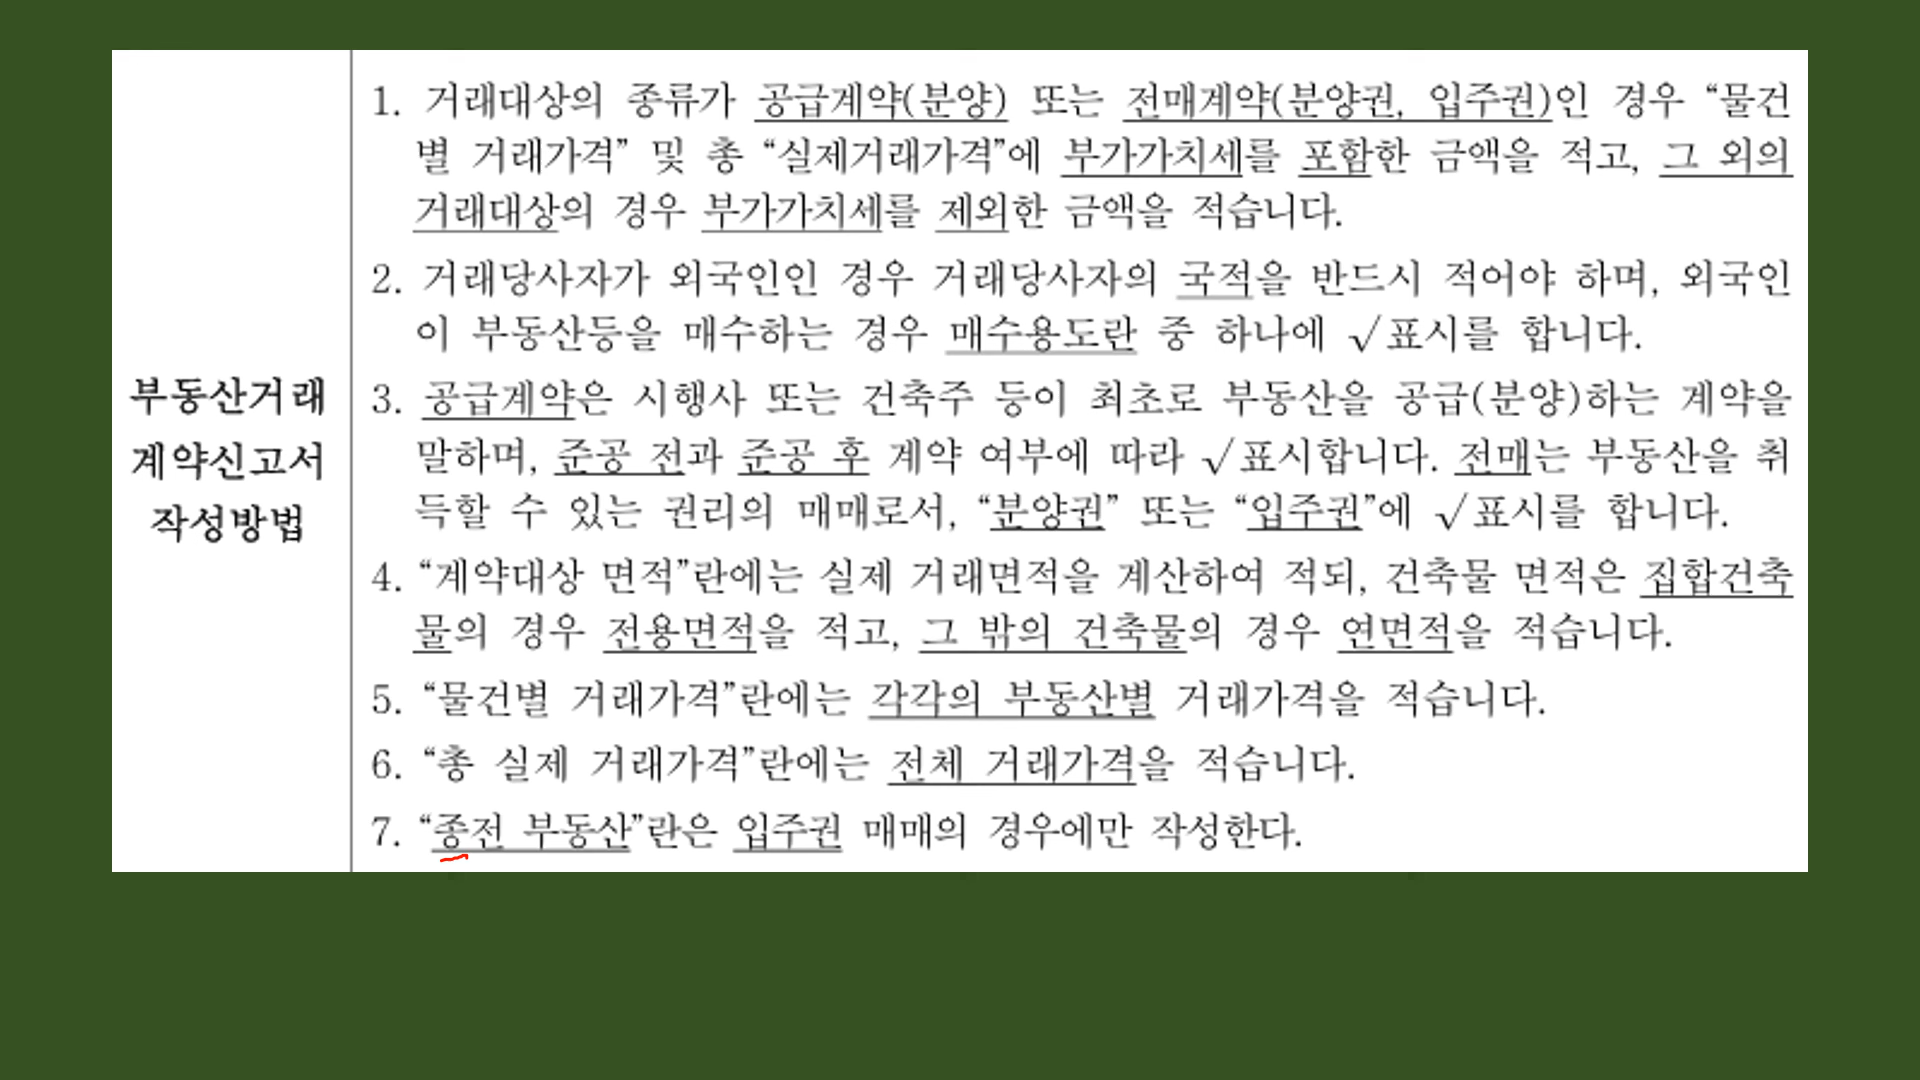 부동산거래
계약신고서
작성방법
1. 거래대상의 종류가 공급계약(분양) 또는 전매계약(분양권, 입주권)인 경우 “물건
별 거래가격” 및 총 “실제거래가격”에 부가가치세를 포함한 금액을 적고, 그 외의
거래대상의 경우 부가가치세를 제외한 금액을 적습니다.
2. 거래당사자가 외국인인 경우 거래당사자의 국적을 반드시 적어야 하며, 외국인
이 부동산등을 매수하는 경우 매수용도란 중 하나에 √표시를 합니다.
3. 공급계약은 시행사 또는 건축주 등이 최초로 부동산을 공급(분양)하는 계약을
말하며, 준공 전과 준공 후 계약 여부에 따라 √표시합니다. 전매는 부동산을 취
득할 수 있는 권리의 매매로서, “분양권” 또는 “입주권”에 √표시를 합니다.
4. “계약대상 면적”란에는 실제 거래면적을 계산하여 적되, 건축물 면적은 집합건축
물의 경우 전용면적을 적고, 그 밖의 건축물의 경우 연면적을 적습니다.
5. “물건별 거래가격”란에는 각각의 부동산별 거래가격을 적습니다.
6. “총 실제 거래가격”란에는 전체 거래가격을 적습니다.
7. “종전 부동산”란은 입주권 매매의 경우에만 작성한다.